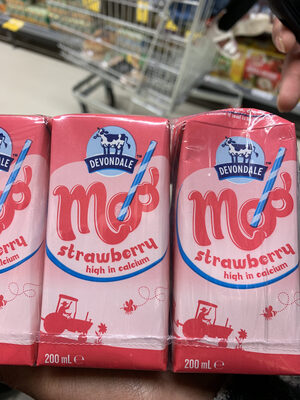 DEVONDALE
Moo
strawberry
high in calcium
200 mL e
DEVONDALE
Moo
strawberry
high in calcium
200 mL e